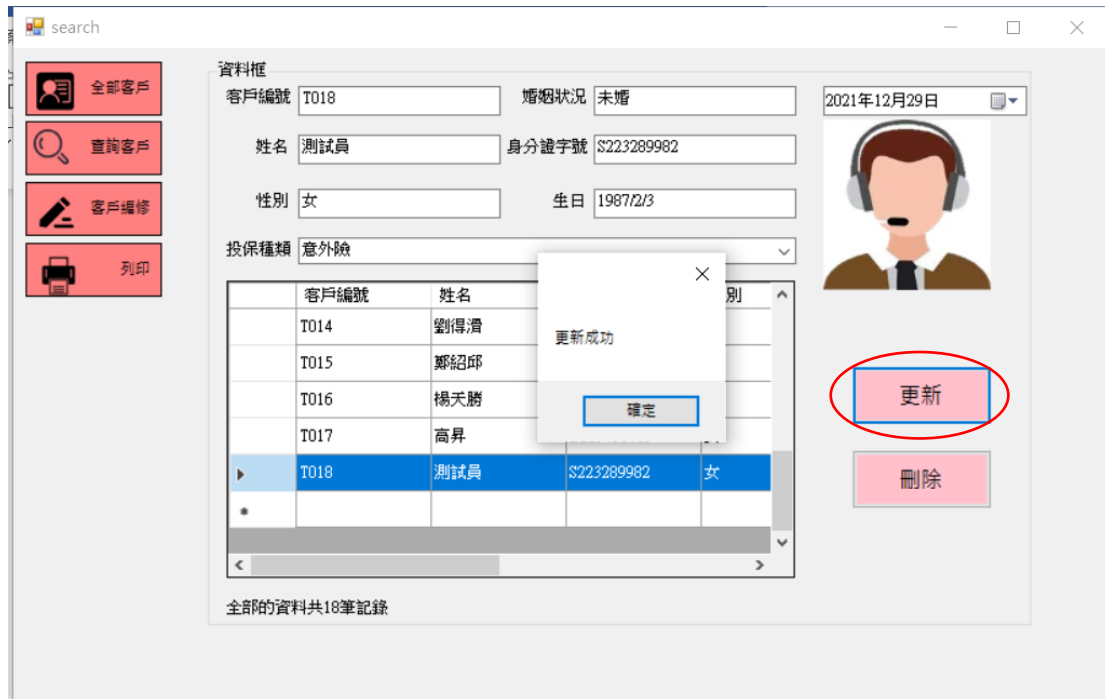 search
全部客戶
查詢客戶
客戶編修
列印
資料框
客戶編號 T018 婚姻狀況 未婚
2021年12月29日
姓名 測試員 身分證字號 S223289982
性別 女 生日 1987/2/3
投保種類 意外險
客戶編號 姓名 別
T014 劉得滑
T015 鄭紹邱
T016 楊天勝
T017 高昇
T018 測試員 S223289982 女
更新成功
確定
更新
刪除
全部的資料共18筆記錄